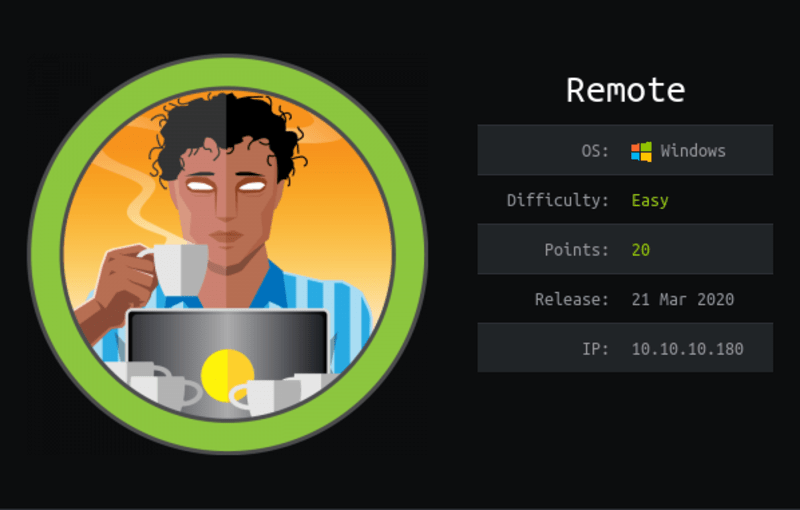 Remote
OS: Windows
Difficulty: Easy
Points: 20
Release: 21 Mar 2020
IP: 10.10.10.180